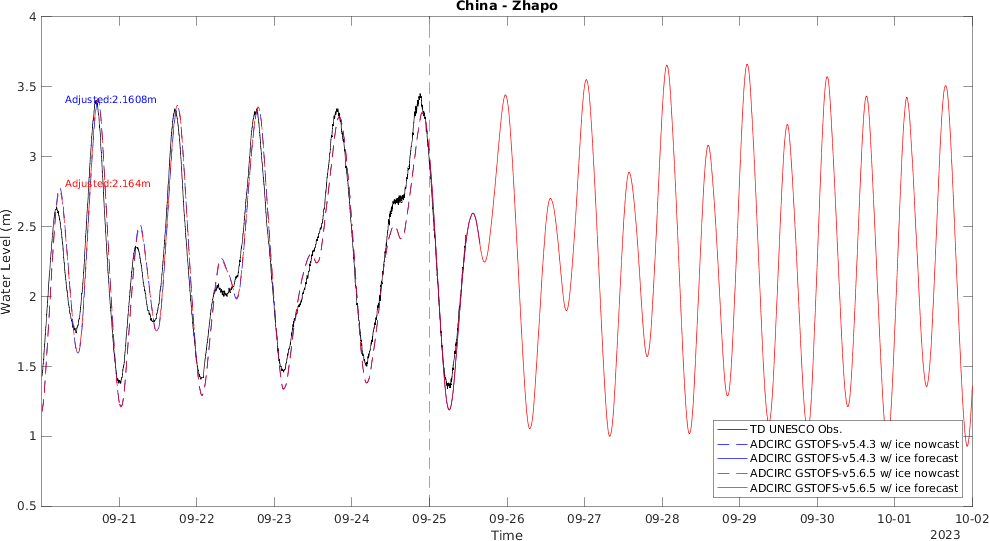 China - Zhapo
4
3.5
3
2.5
2
1.5
1
0.5
Water Level (m)
Adjusted:2.1608m
Adjusted:2.164m
TD UNESCO Obs.
ADCIRC GSTOFS-v5.4.3 w/ ice nowcast
ADCIRC GSTOFS-v5.4.3 w/ ice forecast
ADCIRC GSTOFS-v5.6.5 w/ ice nowcast
ADCIRC GSTOFS-v5.6.5 w/ ice forecast
09-21 09-22 09-23 09-24 09-25 09-26 09-27 09-28 09-29 09-30 10-01 10-02
Time
2023